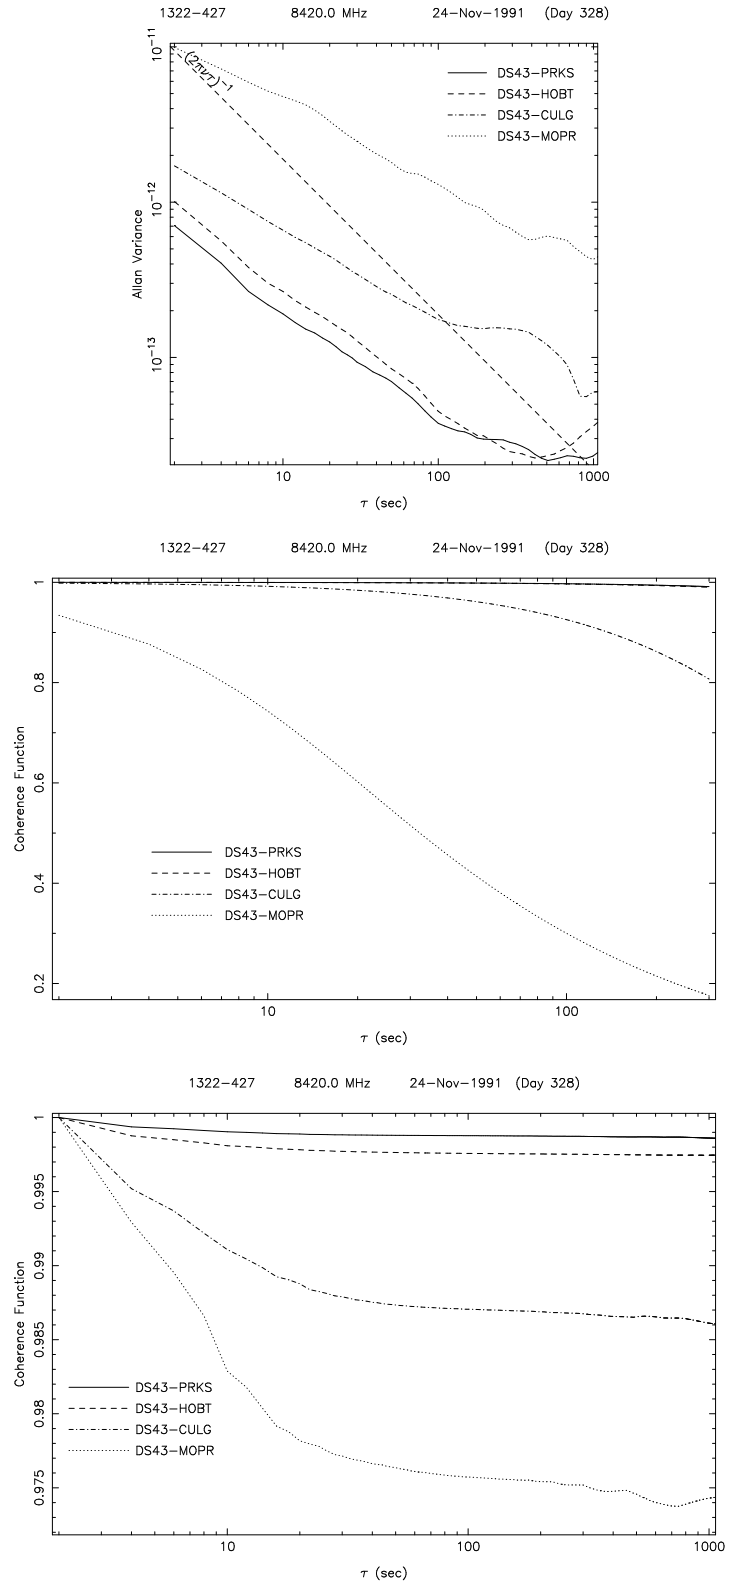 1322−427 8420.0 MHz 24−Nov−1991 (Day 328)
10⁻¹¹
(2πντ)⁻¹
DS43−PRKS
DS43−HOBT
DS43−CULG
DS43−MOPR
10⁻¹²
Allan Variance
10⁻¹³
10 100 1000
τ (sec)
1322−427 8420.0 MHz 24−Nov−1991 (Day 328)
1
0.8
0.6
Coherence Function
DS43−PRKS
DS43−HOBT
DS43−CULG
DS43−MOPR
0.4
0.2
10 100
τ (sec)
1322−427 8420.0 MHz 24−Nov−1991 (Day 328)
1
0.995
0.99
Coherence Function
0.985
DS43−PRKS
DS43−HOBT
DS43−CULG
DS43−MOPR
0.98
0.975
10 100 1000
τ (sec)